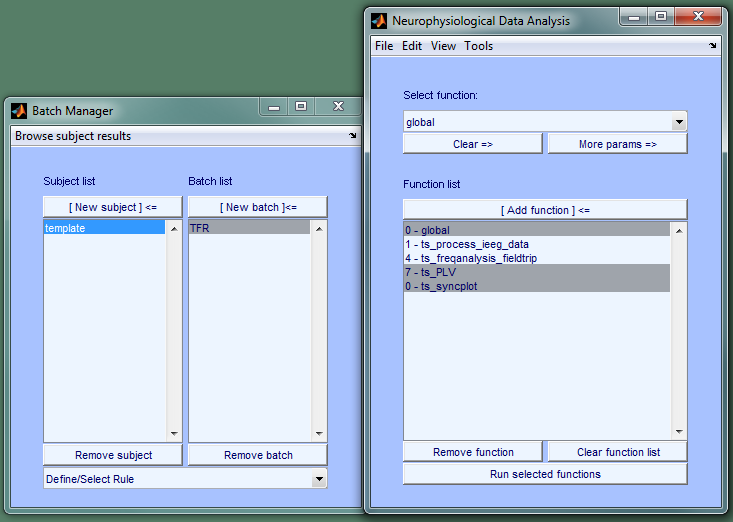 Batch Manager
Browse subject results
Subject list
Batch list
[ New subject ] <=
[ New batch ]<=
template
TFR
Remove subject
Remove batch
Define/Select Rule
Neurophysiological Data Analysis
File Edit View Tools
Select function:
global
Clear =>
More params =>
Function list
[ Add function ] <=
0 - global
1 - ts_process_ieeg_data
4 - ts_freqanalysis_fieldtrip
7 - ts_PLV
0 - ts_syncplot
Remove function
Clear function list
Run selected functions